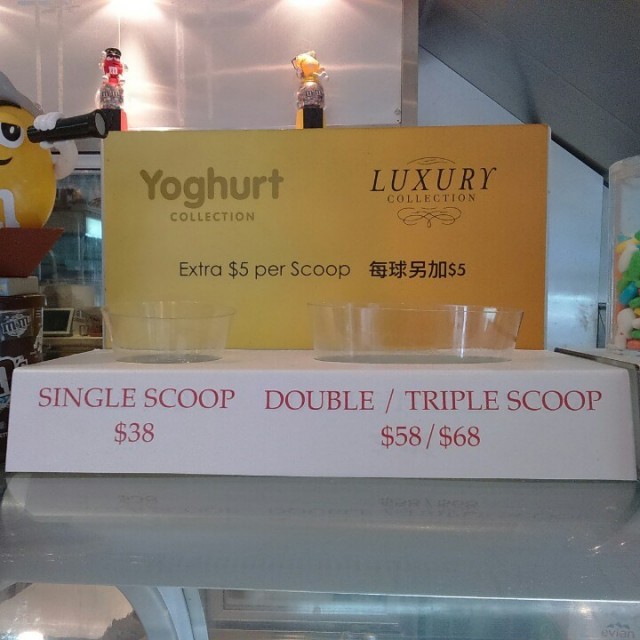 Yoghurt
COLLECTION
LUXURY
COLLECTION
Extra $5 per Scoop 每球另加$5
SINGLE SCOOP
$38
DOUBLE / TRIPLE SCOOP
$58/$68